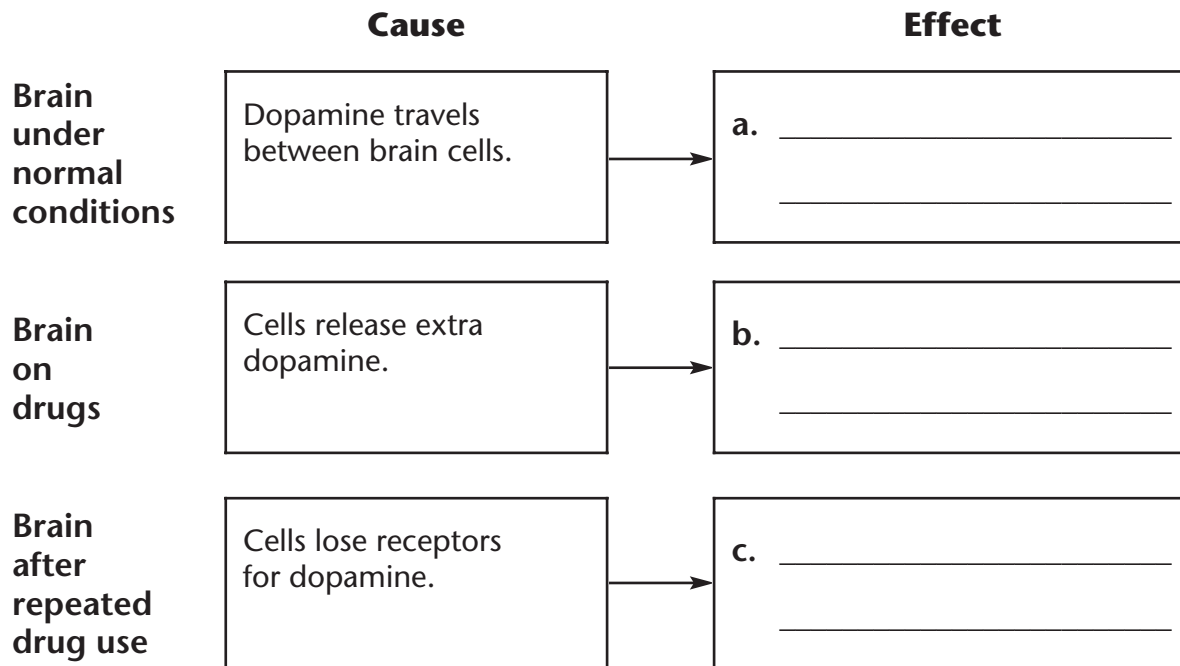 Cause
Effect
Brain
under
normal
conditions
Dopamine travels
between brain cells.
a.
Brain
on
drugs
Cells release extra
dopamine.
b.
Brain
after
repeated
drug use
Cells lose receptors
for dopamine.
c.